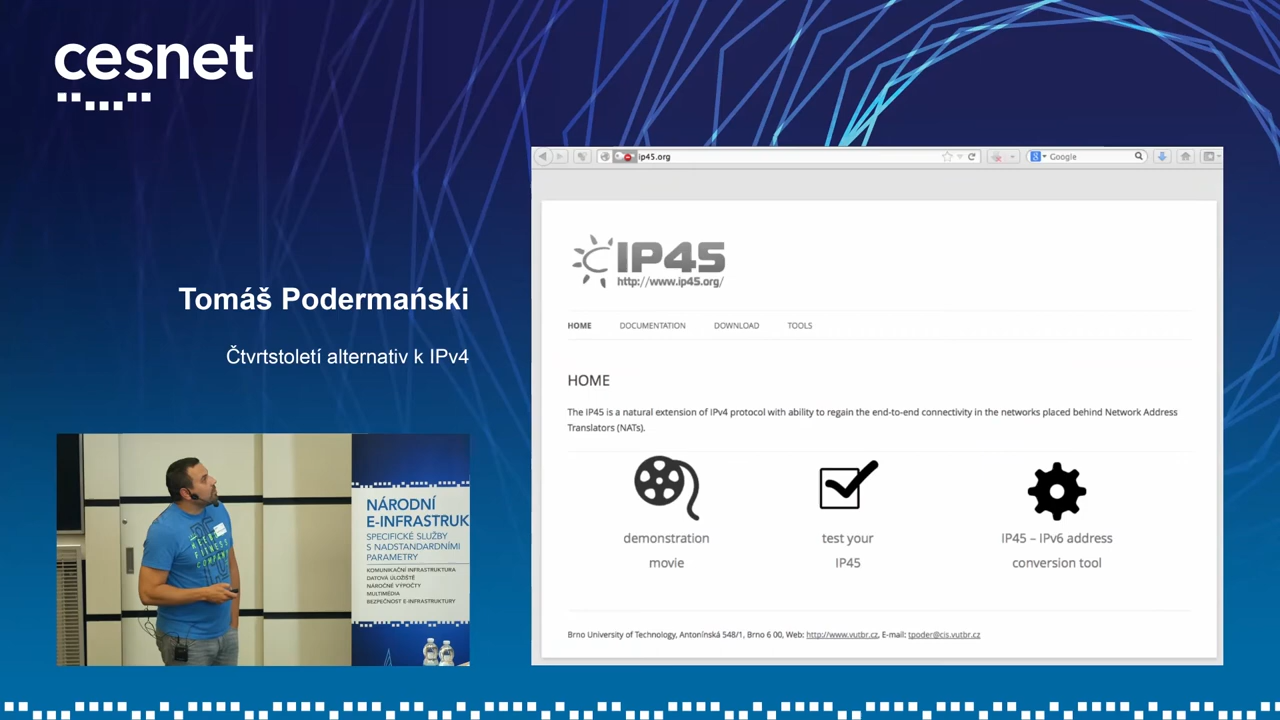 cesnet
Tomáš Podermański
Čtvrtstoletí alternativ k IPv4
ip45.org
Google
IP45
http://www.ip45.org/
HOME
DOCUMENTATION
DOWNLOAD
TOOLS
HOME
The IP45 is a natural extension of IPv4 protocol with ability to regain the end-to-end connectivity in the networks placed behind Network Address
Translators (NATs).
demonstration
movie
test your
IP45
IP45 – IPv6 address
conversion tool
Brno University of Technology, Antonínská 548/1, Brno 6 00, Web: http://www.vutbr.cz, E-mail: tpoder@cis.vutbr.cz
NÁRODNÍ
E-INFRASTRUK
SPECIFICKÉ SLUŽBY
S NADSTANDARDNÍMI
PARAMETRY
KOMUNIKAČNÍ INFRASTRUKTURA
DATOVÁ ÚLOŽIŠTĚ
NÁROČNÉ VÝPOČTY
MULTIMÉDIA
BEZPEČNOST E-INFRASTRUKTURY